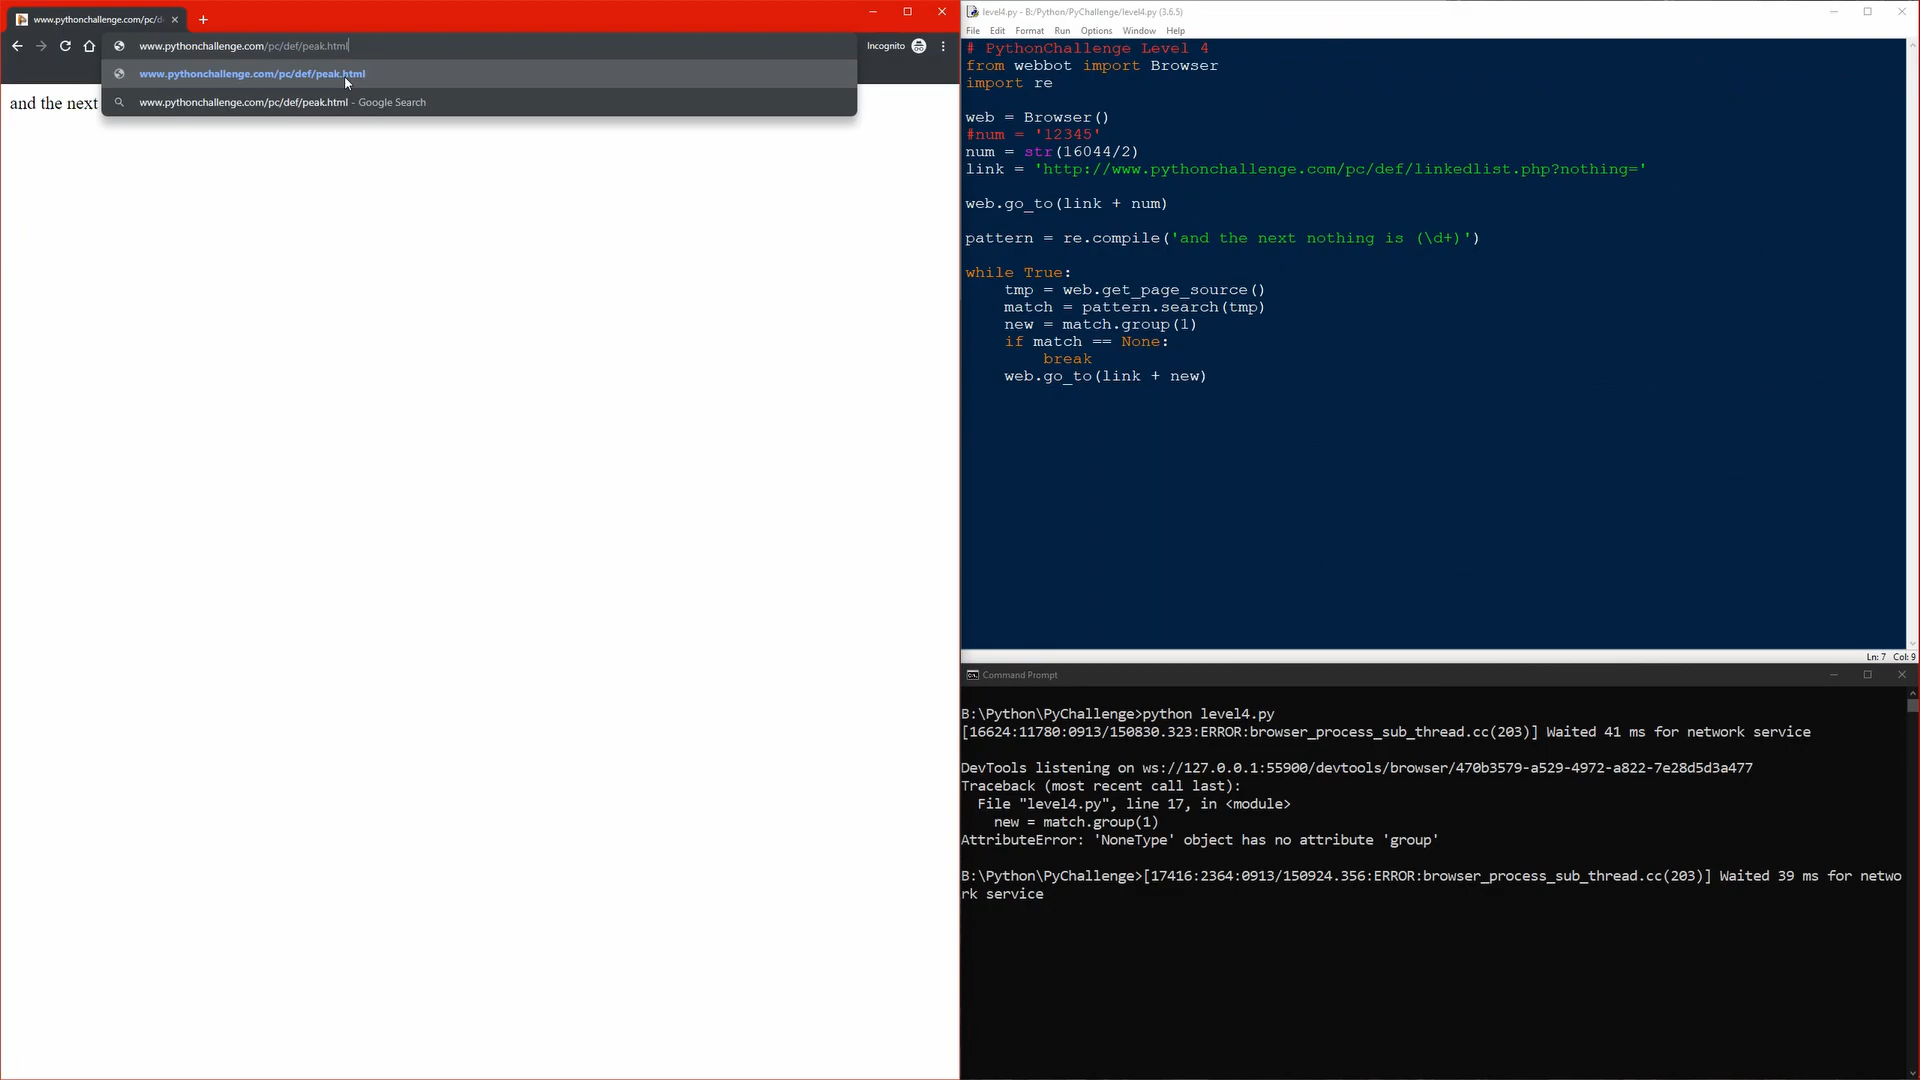 www.pythonchallenge.com/pc/d
www.pythonchallenge.com/pc/def/peak.html
Incognito
www.pythonchallenge.com/pc/def/peak.html
www.pythonchallenge.com/pc/def/peak.html - Google Search
and the next
level4.py - B:/Python/PyChallenge/level4.py (3.6.5)
File Edit Format Run Options Window Help
# PythonChallenge Level 4
from webbot import Browser
import re
web = Browser()
#num = '12345'
num = str(16044/2)
link = 'http://www.pythonchallenge.com/pc/def/linkedlist.php?nothing='
web.go_to(link + num)
pattern = re.compile('and the next nothing is (\d+)')
while True:
    tmp = web.get_page_source()
    match = pattern.search(tmp)
    new = match.group(1)
    if match == None:
        break
    web.go_to(link + new)
Ln: 7 Col: 9
Command Prompt
B:\Python\PyChallenge>python level4.py
[16624:11780:0913/150830.323:ERROR:browser_process_sub_thread.cc(203)] Waited 41 ms for network service
DevTools listening on ws://127.0.0.1:55900/devtools/browser/470b3579-a529-4972-a822-7e28d5d3a477
Traceback (most recent call last):
  File "level4.py", line 17, in <module>
    new = match.group(1)
AttributeError: 'NoneType' object has no attribute 'group'
B:\Python\PyChallenge>[17416:2364:0913/150924.356:ERROR:browser_process_sub_thread.cc(203)] Waited 39 ms for netwo
rk service